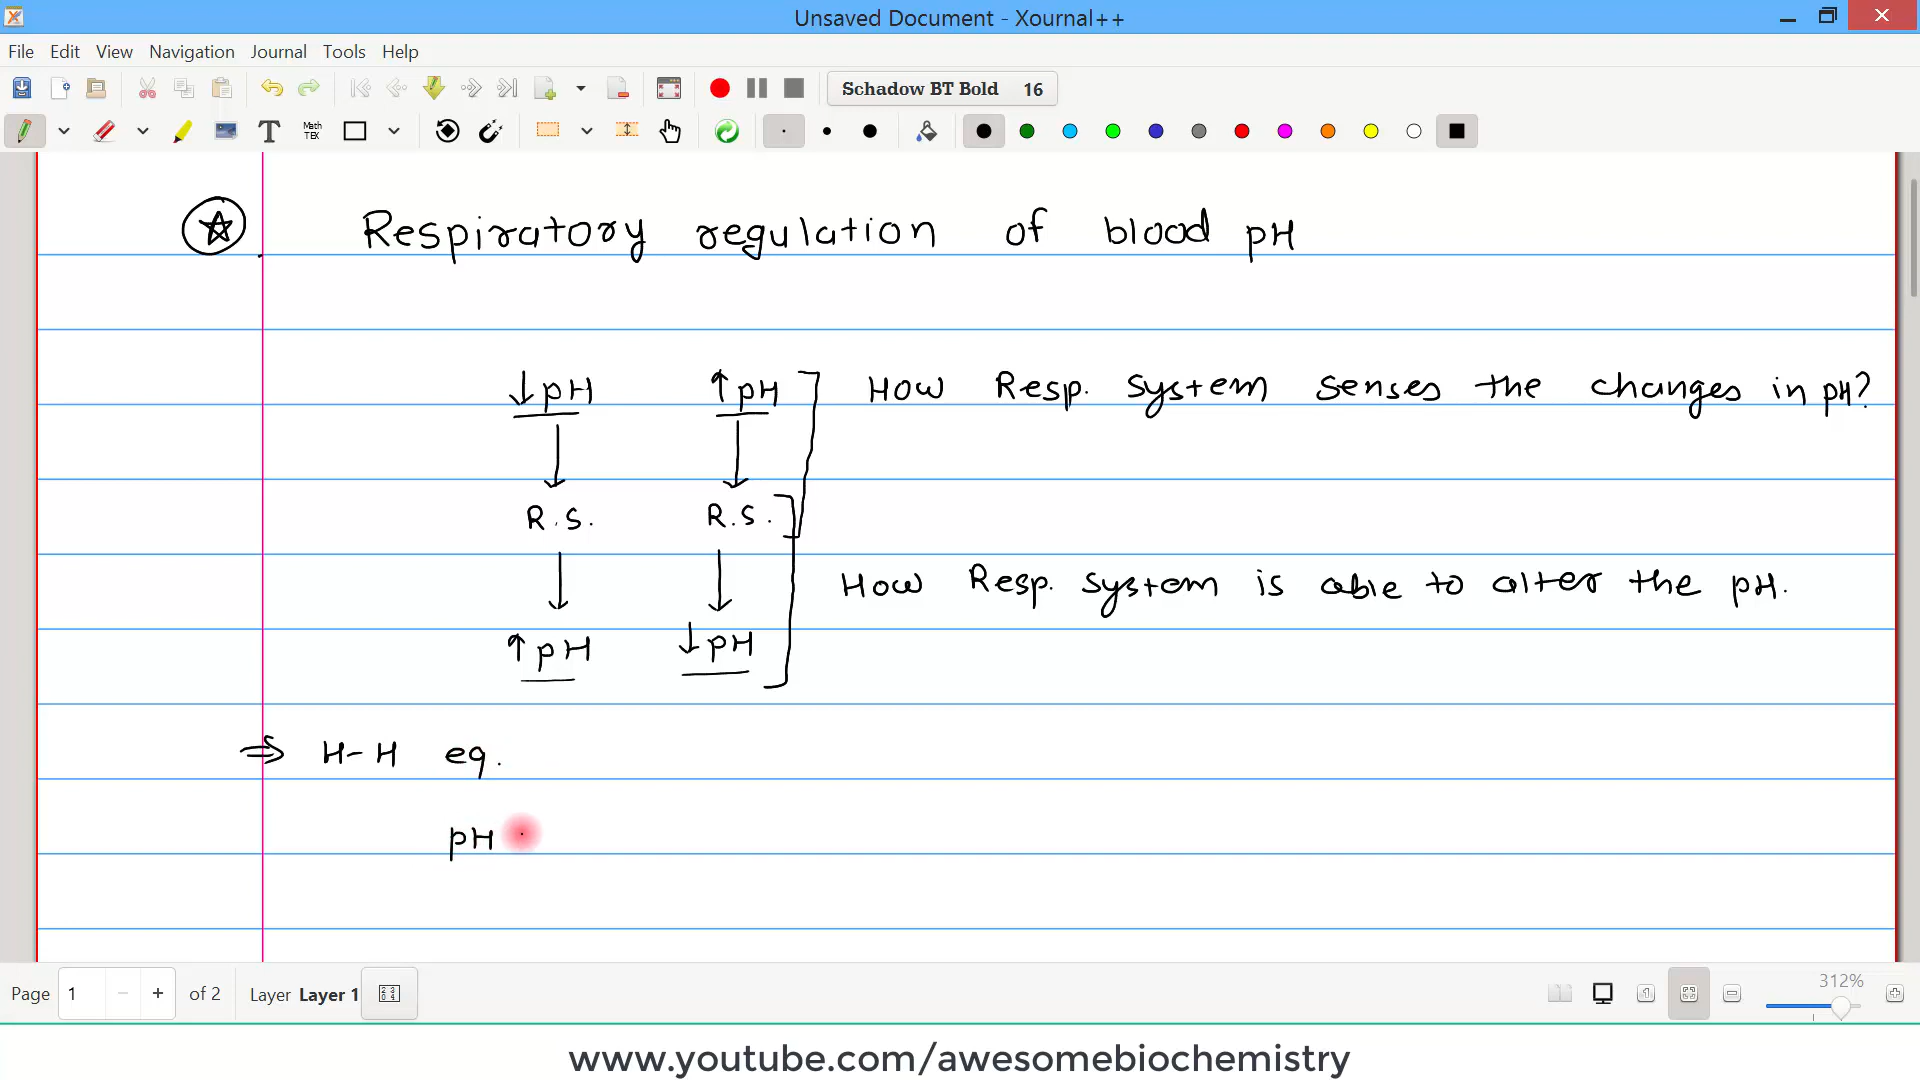 Unsaved Document - Xournal++
File Edit View Navigation Journal Tools Help
Schadow BT Bold 16
Math TEX
Respiratory regulation of blood pH
↓pH ↑pH How Resp. system senses the changes in pH?
R.S. R.S.
How Resp. system is able to alter the pH.
↑pH ↓pH
⇒ H-H eq.
pH
Page 1 of 2 Layer Layer 1 312%
www.youtube.com/awesomebiochemistry